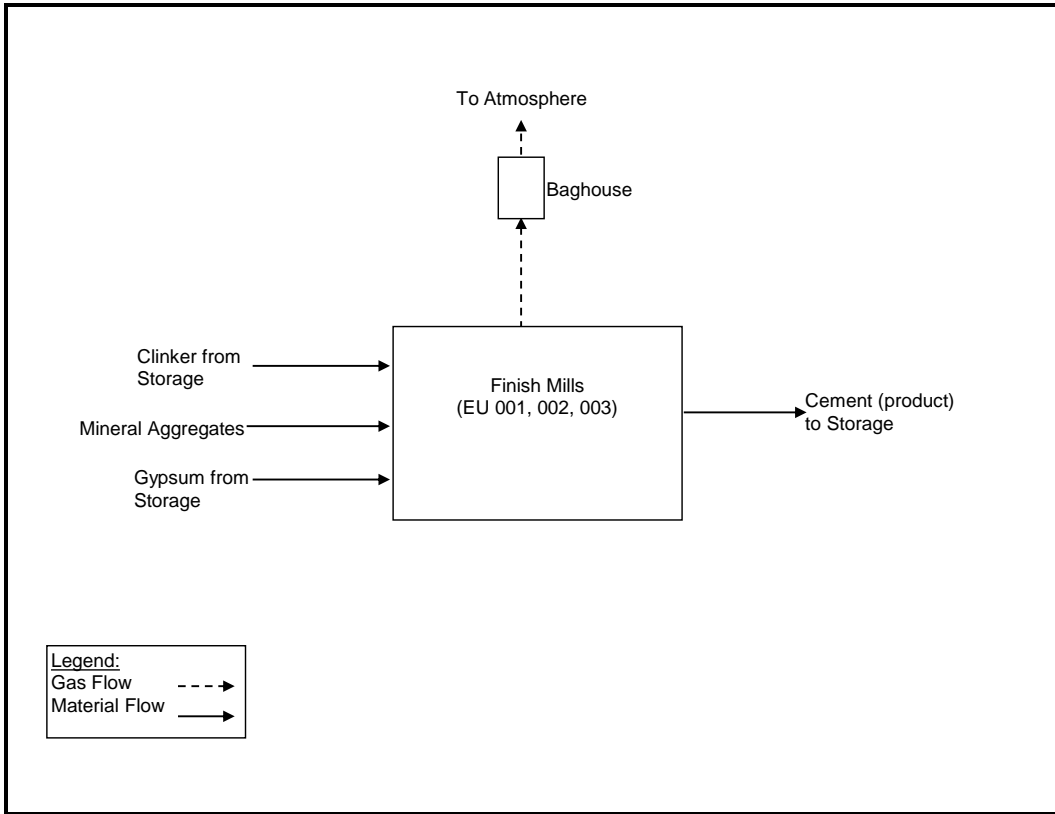 To Atmosphere
Baghouse
Clinker from
Storage
Mineral Aggregates
Gypsum from
Storage
Finish Mills
(EU 001, 002, 003)
Cement (product)
to Storage
Legend:
Gas Flow
Material Flow